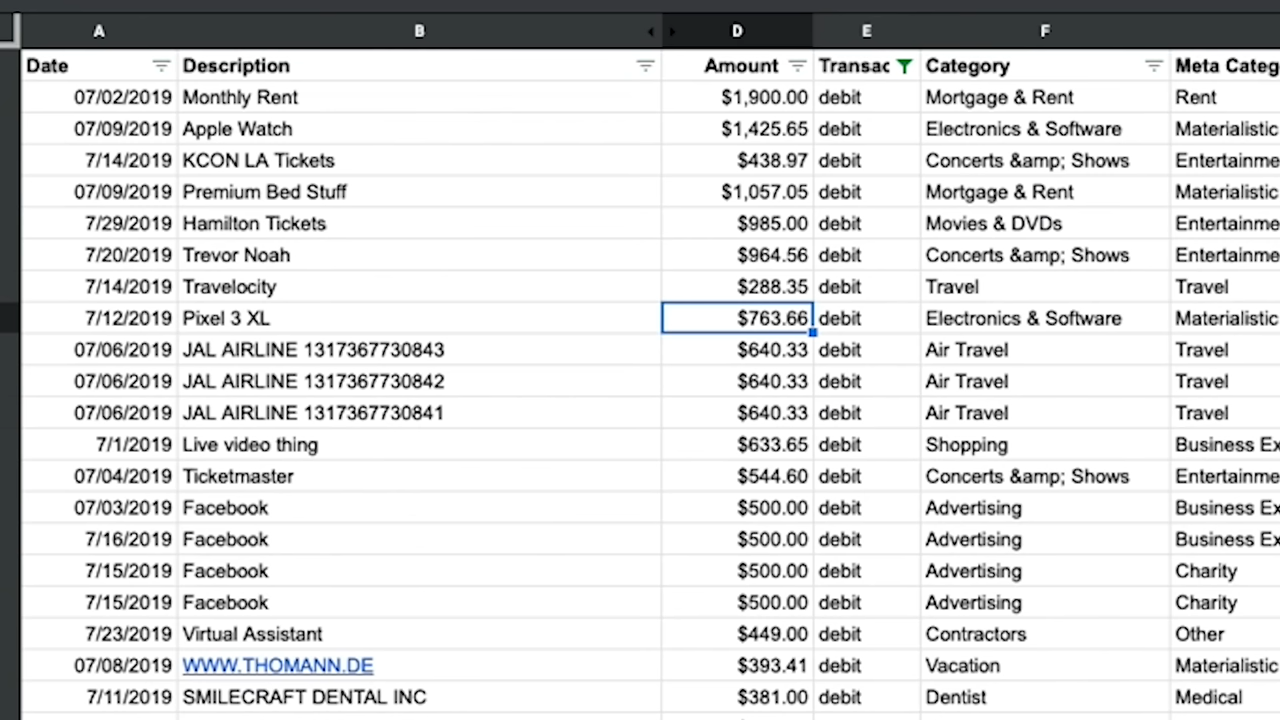 A B D E F
Date Description Amount Transac Category Meta Categ
07/02/2019 Monthly Rent $1,900.00 debit Mortgage & Rent Rent
07/09/2019 Apple Watch $1,425.65 debit Electronics & Software Materialistic
7/14/2019 KCON LA Tickets $438.97 debit Concerts &amp; Shows Entertainme
07/09/2019 Premium Bed Stuff $1,057.05 debit Mortgage & Rent Materialistic
7/29/2019 Hamilton Tickets $985.00 debit Movies & DVDs Entertainme
7/20/2019 Trevor Noah $964.56 debit Concerts &amp; Shows Entertainme
7/14/2019 Travelocity $288.35 debit Travel Travel
7/12/2019 Pixel 3 XL $763.66 debit Electronics & Software Materialistic
07/06/2019 JAL AIRLINE 1317367730843 $640.33 debit Air Travel Travel
07/06/2019 JAL AIRLINE 1317367730842 $640.33 debit Air Travel Travel
07/06/2019 JAL AIRLINE 1317367730841 $640.33 debit Air Travel Travel
7/1/2019 Live video thing $633.65 debit Shopping Business Ex
07/04/2019 Ticketmaster $544.60 debit Concerts &amp; Shows Entertainme
07/03/2019 Facebook $500.00 debit Advertising Business Ex
7/16/2019 Facebook $500.00 debit Advertising Business Ex
7/15/2019 Facebook $500.00 debit Advertising Charity
7/15/2019 Facebook $500.00 debit Advertising Charity
7/23/2019 Virtual Assistant $449.00 debit Contractors Other
07/08/2019 WWW.THOMANN.DE $393.41 debit Vacation Materialistic
7/11/2019 SMILECRAFT DENTAL INC $381.00 debit Dentist Medical